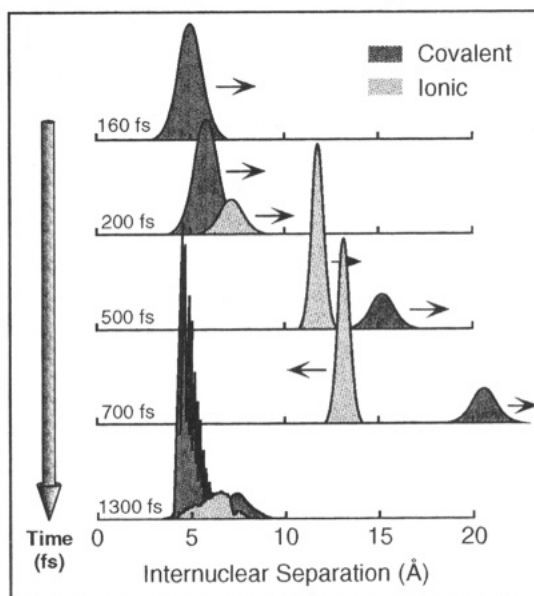 Covalent
Ionic
160 fs
200 fs
500 fs
700 fs
1300 fs
Time
(fs)
0 5 10 15 20
Internuclear Separation (Å)